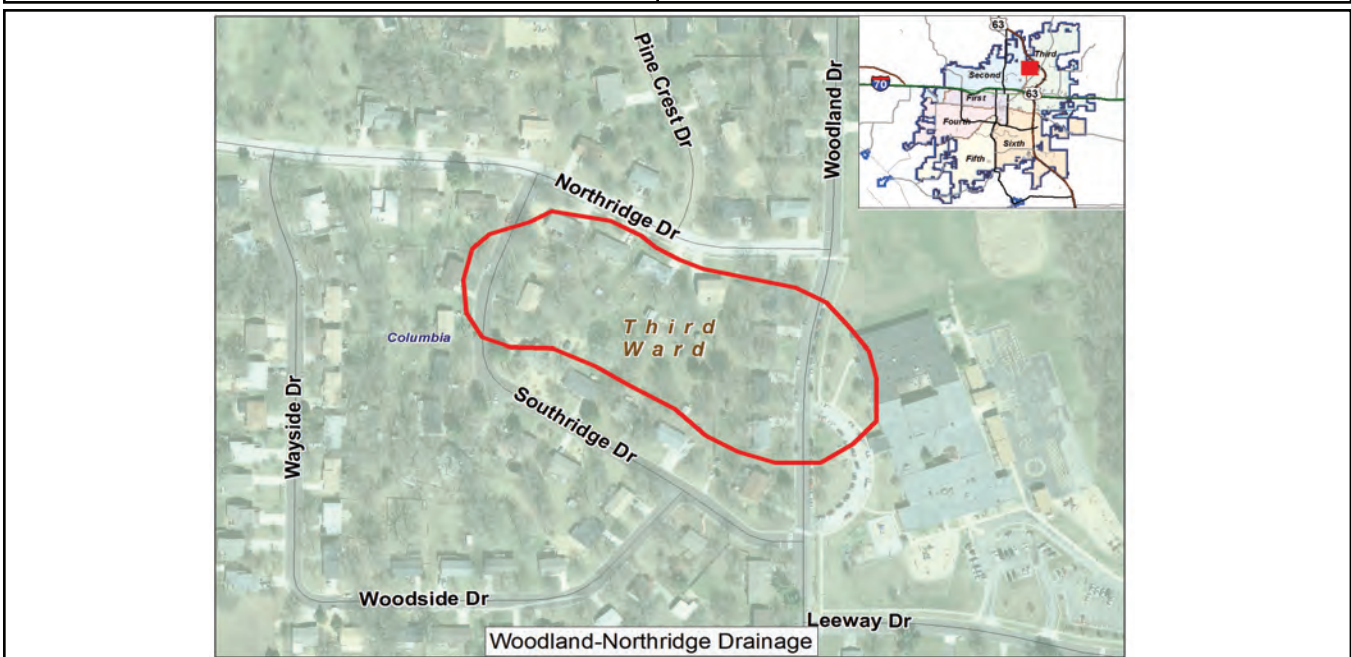 Pine Crest Dr
Woodland Dr
Northridge Dr
Third
Ward
Columbia
Wayside Dr
Southridge Dr
Woodside Dr
Leeway Dr
Woodland-Northridge Drainage
63
Third
Second
70
63
First
Fourth
Sixth
Fifth